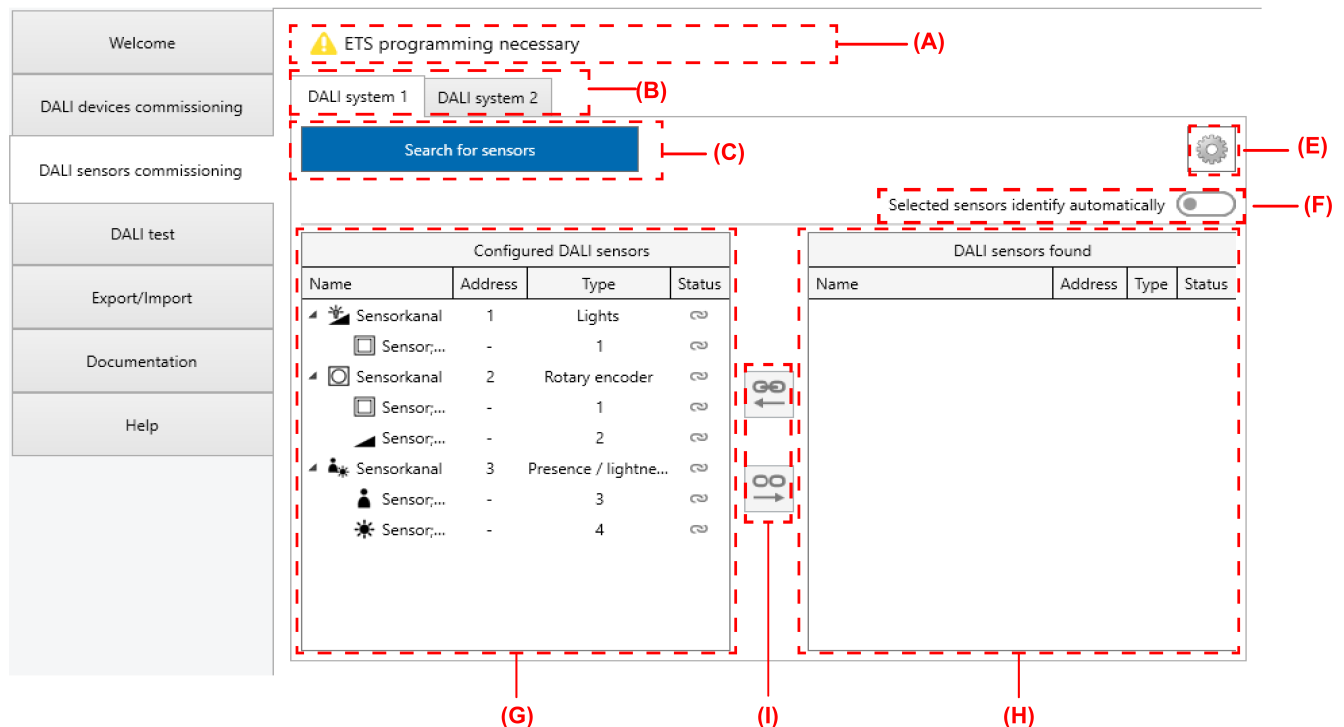 Welcome
DALI devices commissioning
DALI sensors commissioning
DALI test
Export/Import
Documentation
Help
ETS programming necessary
(A)
DALI system 1
DALI system 2
(B)
Search for sensors
(C)
(E)
Selected sensors identify automatically
(F)
Configured DALI sensors
Name Address Type Status
Sensorkanal 1 Lights
Sensor;... - 1
Sensorkanal 2 Rotary encoder
Sensor;... - 1
Sensor;... - 2
Sensorkanal 3 Presence / lightne...
Sensor;... - 3
Sensor;... - 4
DALI sensors found
Name Address Type Status
(G)
(I)
(H)